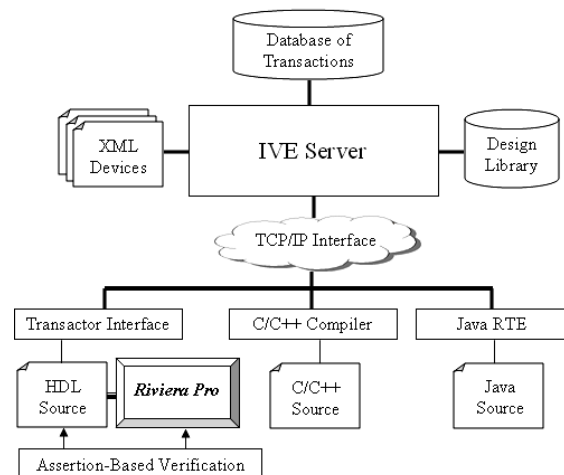 Database of
Transactions
XML
Devices
IVE Server
Design
Library
TCP/IP Interface
Transactor Interface
C/C++ Compiler
Java RTE
HDL
Source
Riviera Pro
C/C++
Source
Java
Source
Assertion-Based Verification